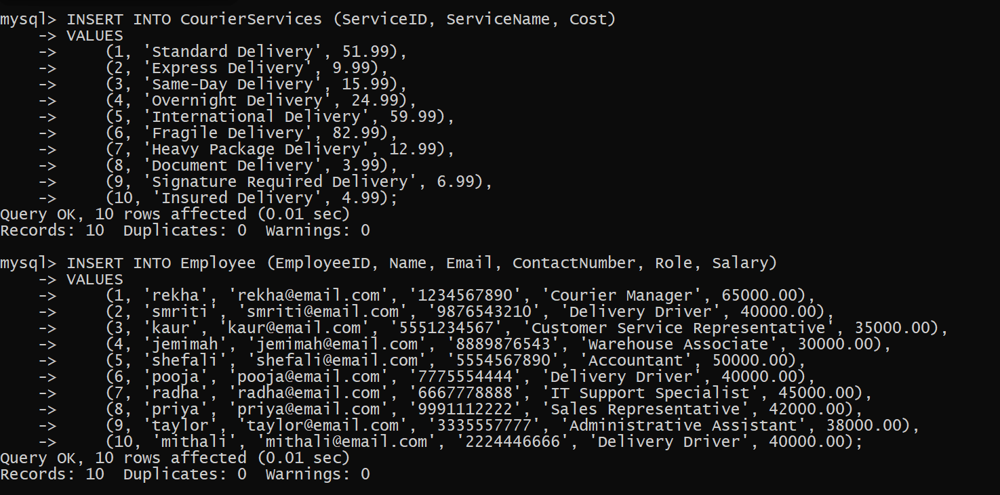 mysql> INSERT INTO CourierServices (ServiceID, ServiceName, Cost)
    -> VALUES
    ->     (1, 'Standard Delivery', 51.99),
    ->     (2, 'Express Delivery', 9.99),
    ->     (3, 'Same-Day Delivery', 15.99),
    ->     (4, 'Overnight Delivery', 24.99),
    ->     (5, 'International Delivery', 59.99),
    ->     (6, 'Fragile Delivery', 82.99),
    ->     (7, 'Heavy Package Delivery', 12.99),
    ->     (8, 'Document Delivery', 3.99),
    ->     (9, 'Signature Required Delivery', 6.99),
    ->     (10, 'Insured Delivery', 4.99);
Query OK, 10 rows affected (0.01 sec)
Records: 10  Duplicates: 0  Warnings: 0

mysql> INSERT INTO Employee (EmployeeID, Name, Email, ContactNumber, Role, Salary)
    -> VALUES
    ->     (1, 'rekha', 'rekha@email.com', '1234567890', 'Courier Manager', 65000.00),
    ->     (2, 'smriti', 'smriti@email.com', '9876543210', 'Delivery Driver', 40000.00),
    ->     (3, 'kaur', 'kaur@email.com', '5551234567', 'Customer Service Representative', 35000.00),
    ->     (4, 'jemimah', 'jemimah@email.com', '8889876543', 'Warehouse Associate', 30000.00),
    ->     (5, 'shefali', 'shefali@email.com', '5554567890', 'Accountant', 50000.00),
    ->     (6, 'pooja', 'pooja@email.com', '7775554444', 'Delivery Driver', 40000.00),
    ->     (7, 'radha', 'radha@email.com', '6667778888', 'IT Support Specialist', 45000.00),
    ->     (8, 'priya', 'priya@email.com', '9991112222', 'Sales Representative', 42000.00),
    ->     (9, 'taylor', 'taylor@email.com', '3335557777', 'Administrative Assistant', 38000.00),
    ->     (10, 'mithali', 'mithali@email.com', '2224446666', 'Delivery Driver', 40000.00);
Query OK, 10 rows affected (0.01 sec)
Records: 10  Duplicates: 0  Warnings: 0